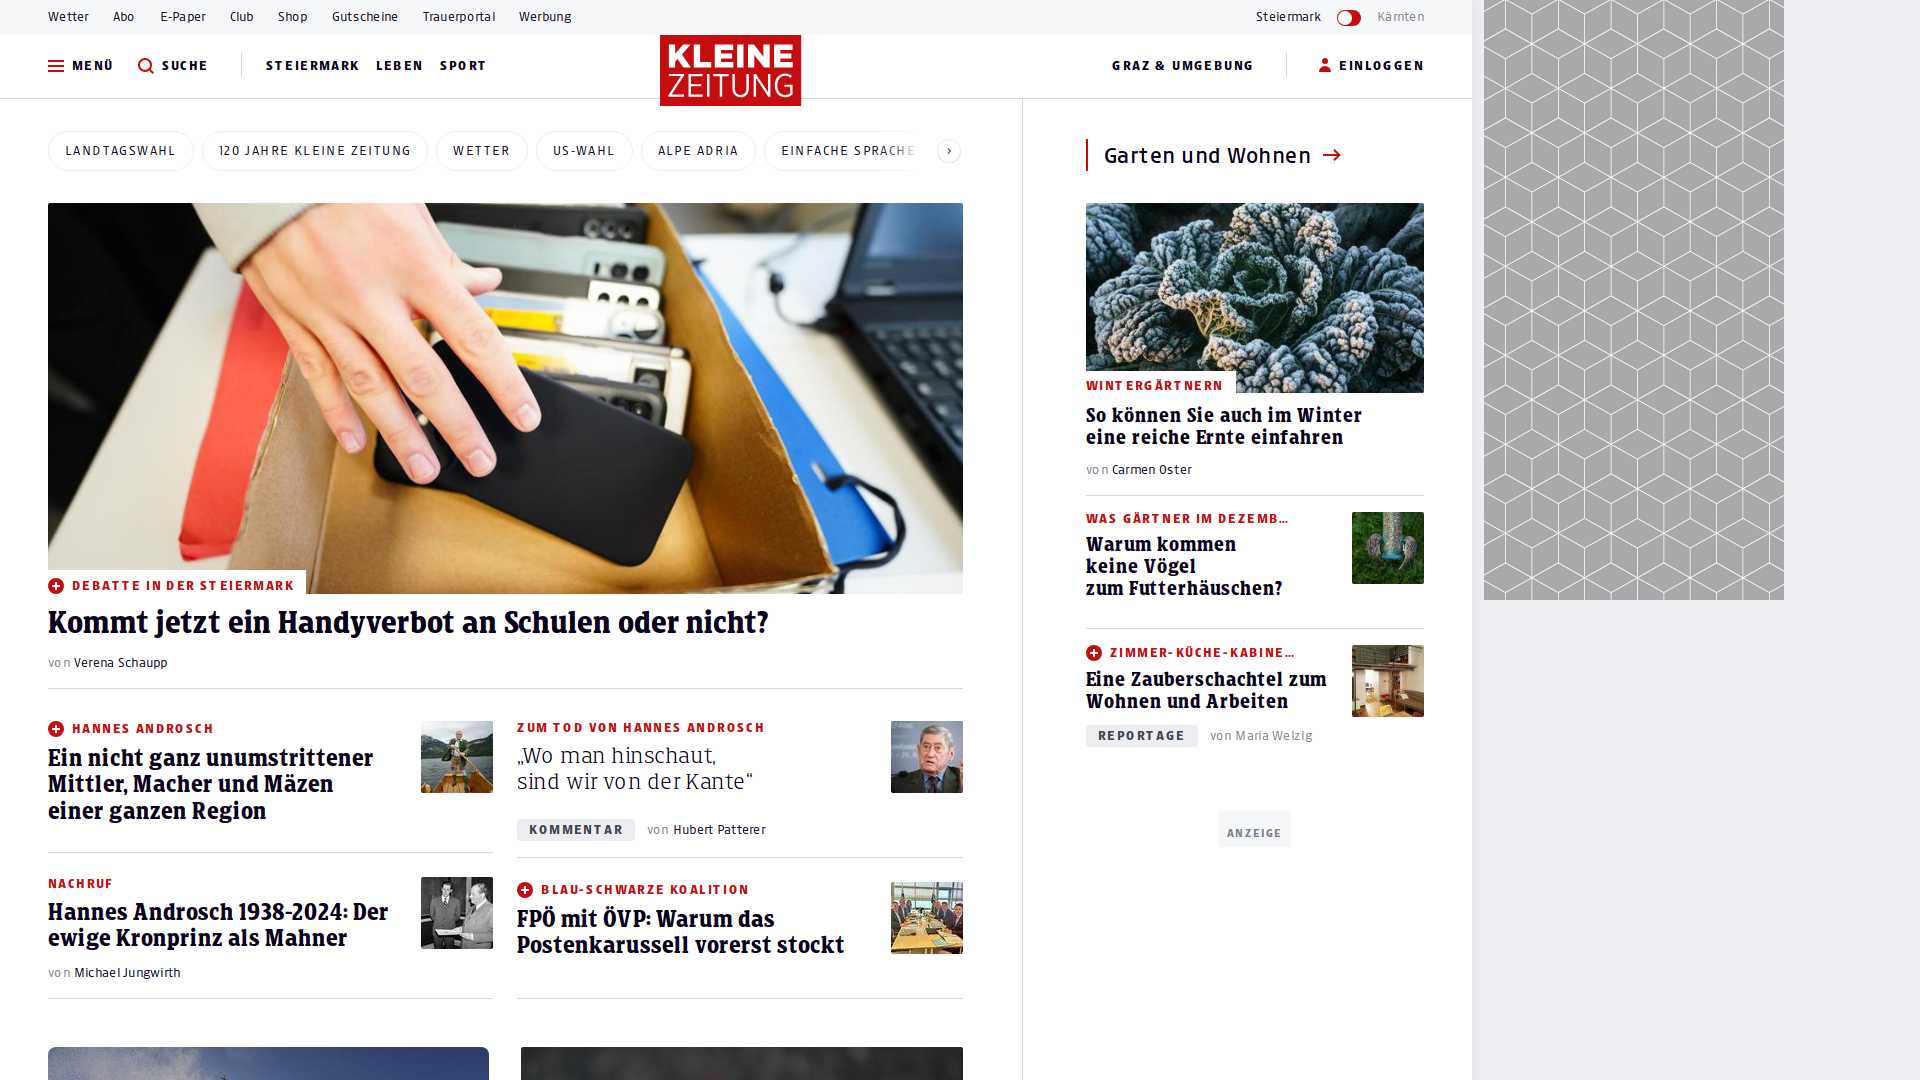 Wetter Abo E-Paper Club Shop Gutscheine Trauerportal Werbung Steiermark Kärnten
MENÜ SUCHE STEIERMARK LEBEN SPORT KLEINE ZEITUNG GRAZ & UMGEBUNG EINLOGGEN
LANDTAGSWAHL 120 JAHRE KLEINE ZEITUNG WETTER US-WAHL ALPE ADRIA EINFACHE SPRACHE
DEBATTE IN DER STEIERMARK
Kommt jetzt ein Handyverbot an Schulen oder nicht?
von Verena Schaupp
HANNES ANDROSCH
Ein nicht ganz unumstrittener
Mittler, Macher und Mäzen
einer ganzen Region
NACHRUF
Hannes Androsch 1938-2024: Der
ewige Kronprinz als Mahner
von Michael Jungwirth
ZUM TOD VON HANNES ANDROSCH
„Wo man hinschaut,
sind wir von der Kante“
KOMMENTAR von Hubert Patterer
BLAU-SCHWARZE KOALITION
FPÖ mit ÖVP: Warum das
Postenkarussell vorerst stockt
Garten und Wohnen
WINTERGÄRTNERN
So können Sie auch im Winter
eine reiche Ernte einfahren
von Carmen Oster
WAS GÄRTNER IM DEZEMB…
Warum kommen
keine Vögel
zum Futterhäuschen?
ZIMMER-KÜCHE-KABINE…
Eine Zauberschachtel zum
Wohnen und Arbeiten
REPORTAGE von Maria Welzig
ANZEIGE